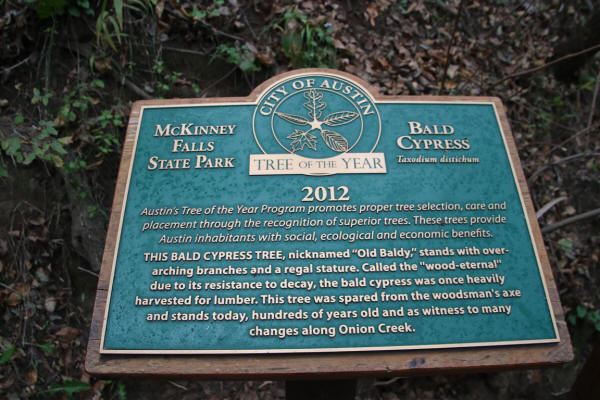 CITY OF AUSTIN
McKinney
Falls
State Park
Bald
Cypress
Taxodium distichum
Tree of the Year
2012
Austin's Tree of the Year Program promotes proper tree selection, care and
placement through the recognition of superior trees. These trees provide
Austin inhabitants with social, ecological and economic benefits.
THIS BALD CYPRESS TREE, nicknamed "Old Baldy," stands with over-
arching branches and a regal stature. Called the "wood-eternal"
due to its resistance to decay, the bald cypress was once heavily
harvested for lumber. This tree was spared from the woodsman's axe
and stands today, hundreds of years old and as witness to many
changes along Onion Creek.